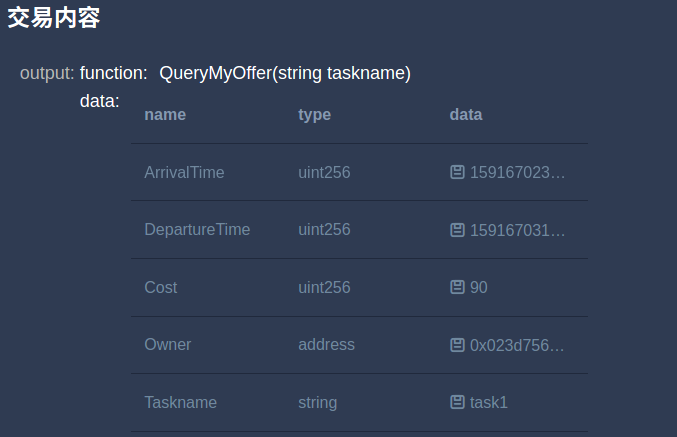 交易内容
output: function: QueryMyOffer(string taskname)
data:
name type data
ArrivalTime uint256 159167023...
DepartureTime uint256 159167031...
Cost uint256 90
Owner address 0x023d756...
Taskname string task1